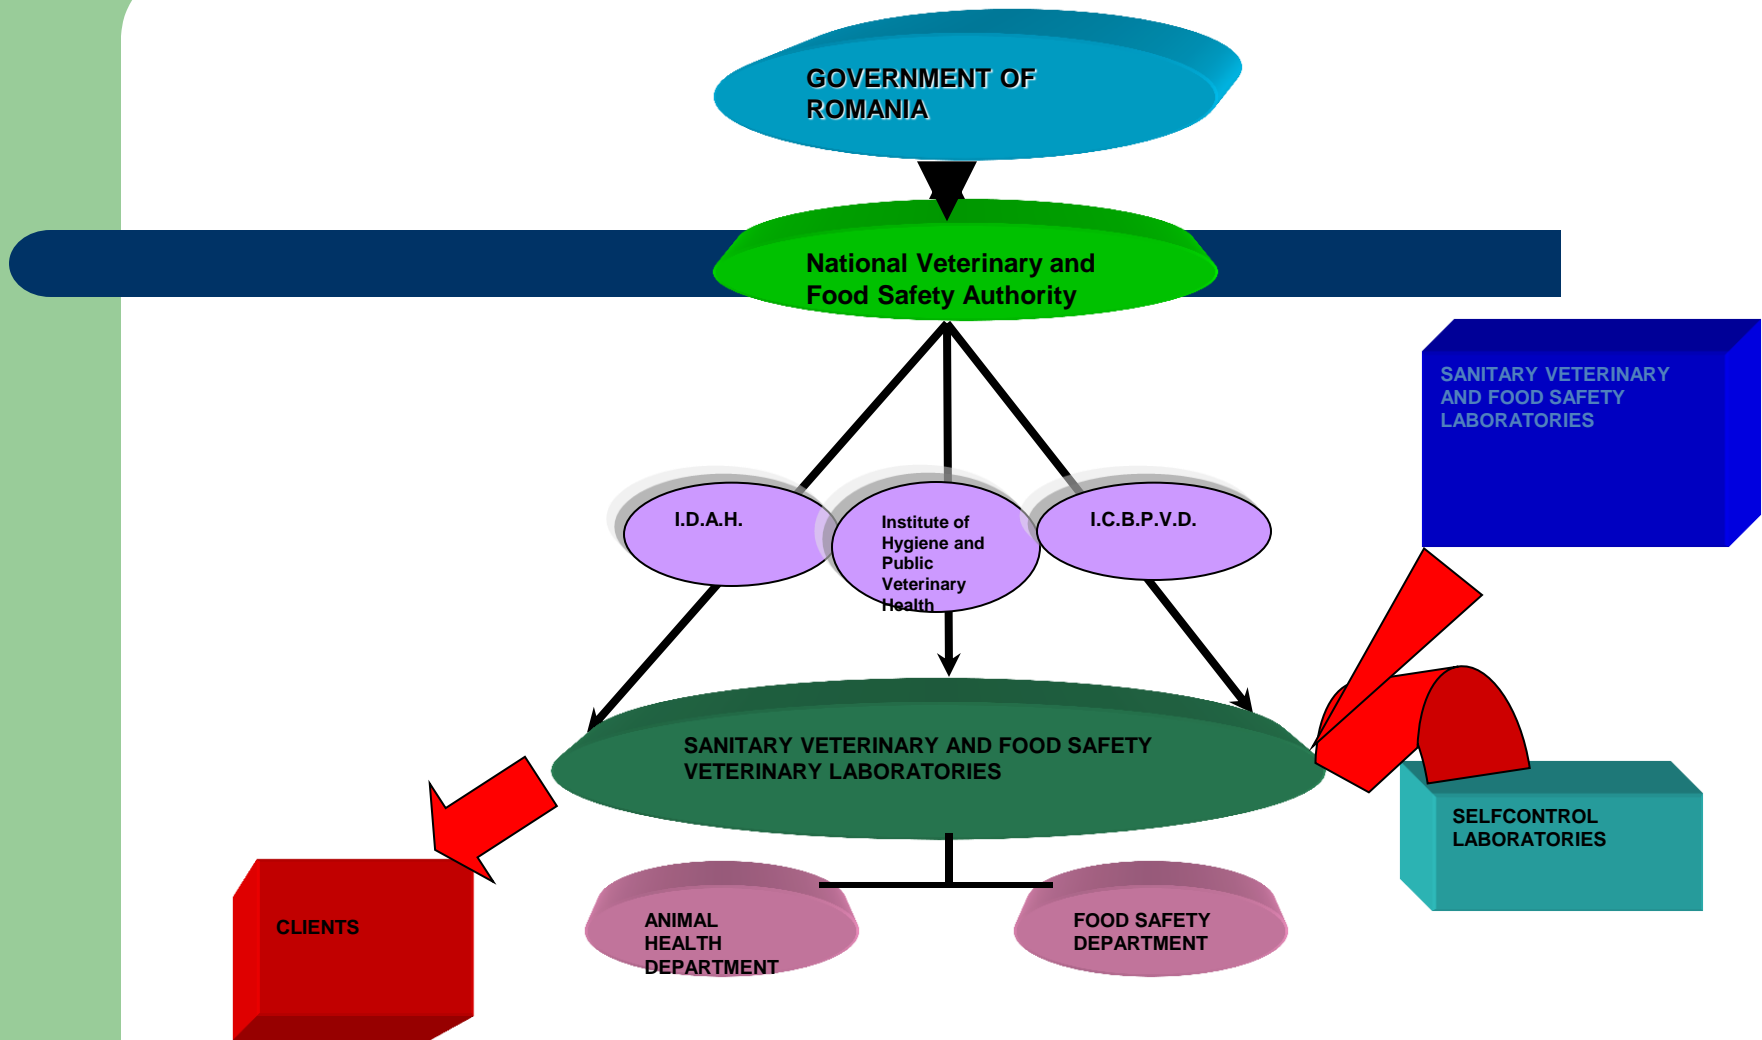 GOVERNMENT OF
ROMANIA
National Veterinary and
Food Safety Authority
SANITARY VETERINARY
AND FOOD SAFETY
LABORATORIES
I.D.A.H.
Institute of
Hygiene and
Public
Veterinary
Health
I.C.B.P.V.D.
SANITARY VETERINARY AND FOOD SAFETY
VETERINARY LABORATORIES
SELFCONTROL
LABORATORIES
CLIENTS
ANIMAL
HEALTH
DEPARTMENT
FOOD SAFETY
DEPARTMENT